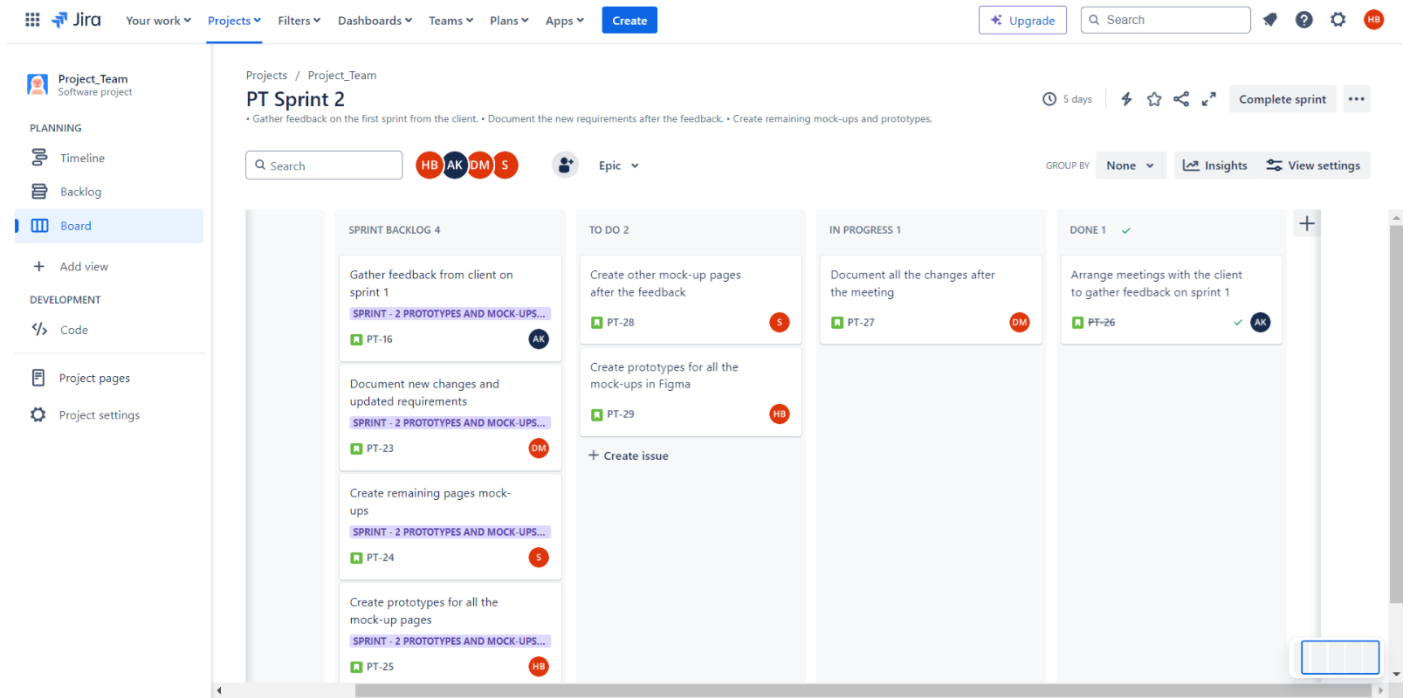 Jira
Your work
Projects
Filters
Dashboards
Teams
Plans
Apps
Create
Upgrade
Search
HB
Project_Team
Software project
PLANNING
Timeline
Backlog
Board
Add view
DEVELOPMENT
Code
Project pages
Project settings
Projects / Project_Team
PT Sprint 2
• Gather feedback on the first sprint from the client. • Document the new requirements after the feedback. • Create remaining mock-ups and prototypes.
5 days
Complete sprint
Search
HB AK DM S
Epic
GROUP BY
None
Insights
View settings
SPRINT BACKLOG 4
Gather feedback from client on
sprint 1
SPRINT - 2 PROTOTYPES AND MOCK-UPS...
PT-16
AK
Document new changes and
updated requirements
SPRINT - 2 PROTOTYPES AND MOCK-UPS...
PT-23
DM
Create remaining pages mock-
ups
SPRINT - 2 PROTOTYPES AND MOCK-UPS...
PT-24
S
Create prototypes for all the
mock-up pages
SPRINT - 2 PROTOTYPES AND MOCK-UPS...
PT-25
HB
TO DO 2
Create other mock-up pages
after the feedback
PT-28
S
Create prototypes for all the
mock-ups in Figma
PT-29
HB
Create issue
IN PROGRESS 1
Document all the changes after
the meeting
PT-27
DM
DONE 1
Arrange meetings with the client
to gather feedback on sprint 1
PT-26
AK